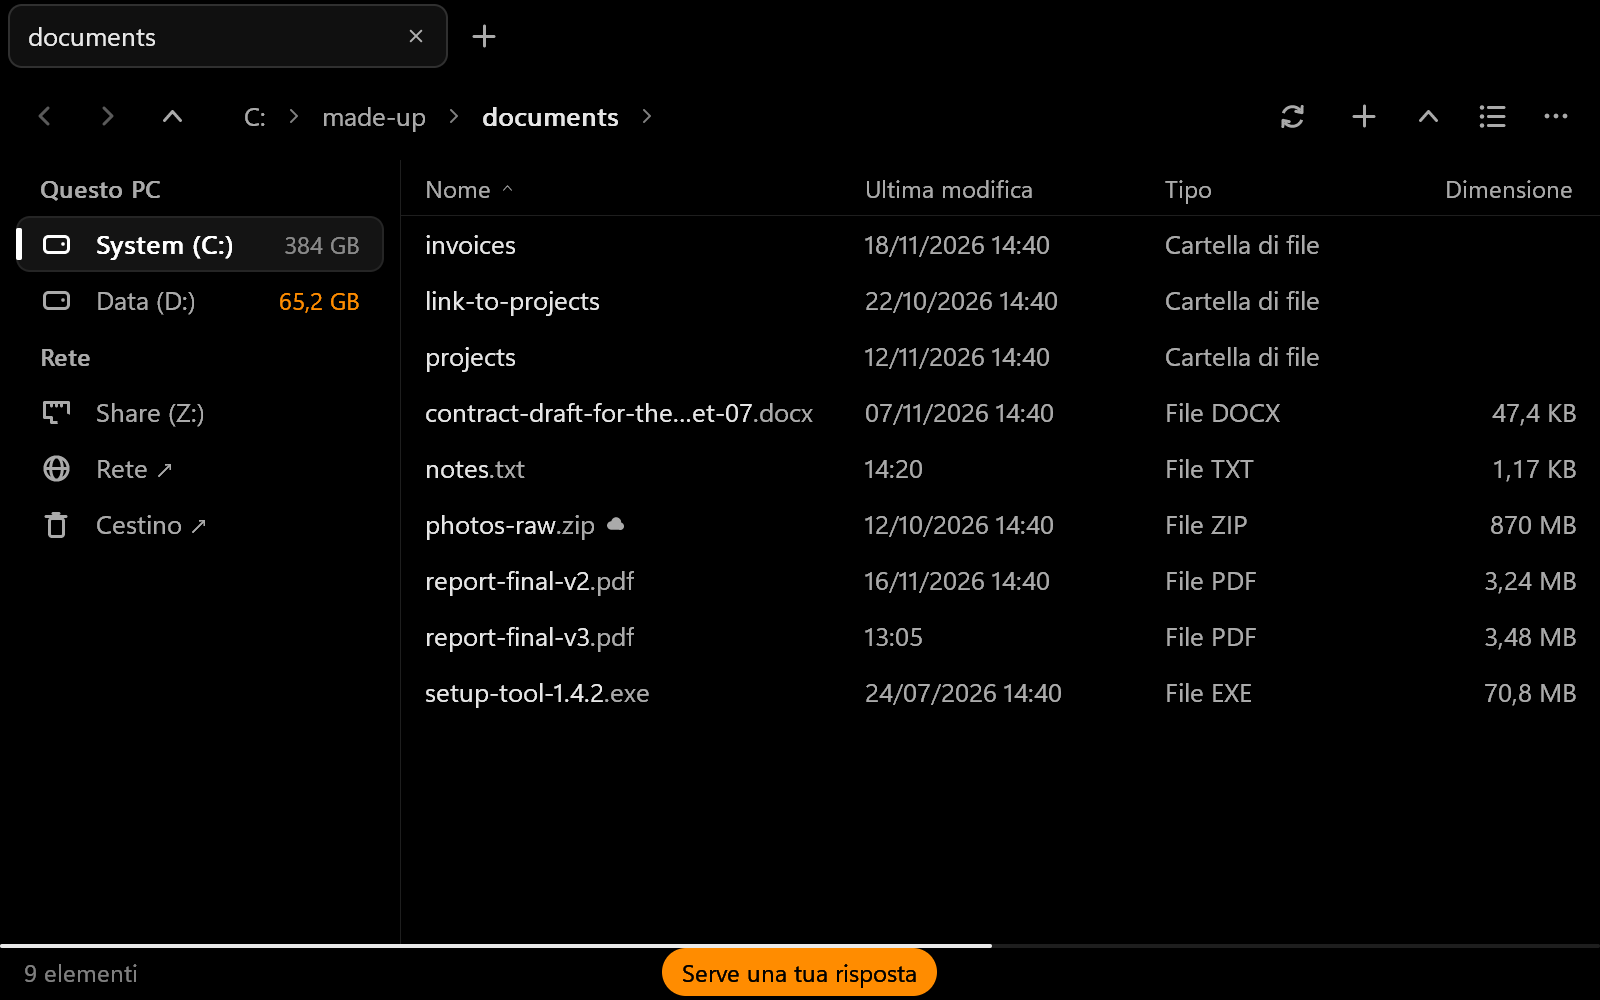 documents
C: made-up documents
Questo PC
System (C:) 384 GB
Data (D:) 65,2 GB
Rete
Share (Z:)
Rete ↗
Cestino ↗
Nome Ultima modifica Tipo Dimensione
invoices 18/11/2026 14:40 Cartella di file
link-to-projects 22/10/2026 14:40 Cartella di file
projects 12/11/2026 14:40 Cartella di file
contract-draft-for-the...et-07.docx 07/11/2026 14:40 File DOCX 47,4 KB
notes.txt 14:20 File TXT 1,17 KB
photos-raw.zip 12/10/2026 14:40 File ZIP 870 MB
report-final-v2.pdf 16/11/2026 14:40 File PDF 3,24 MB
report-final-v3.pdf 13:05 File PDF 3,48 MB
setup-tool-1.4.2.exe 24/07/2026 14:40 File EXE 70,8 MB
9 elementi
Serve una tua risposta